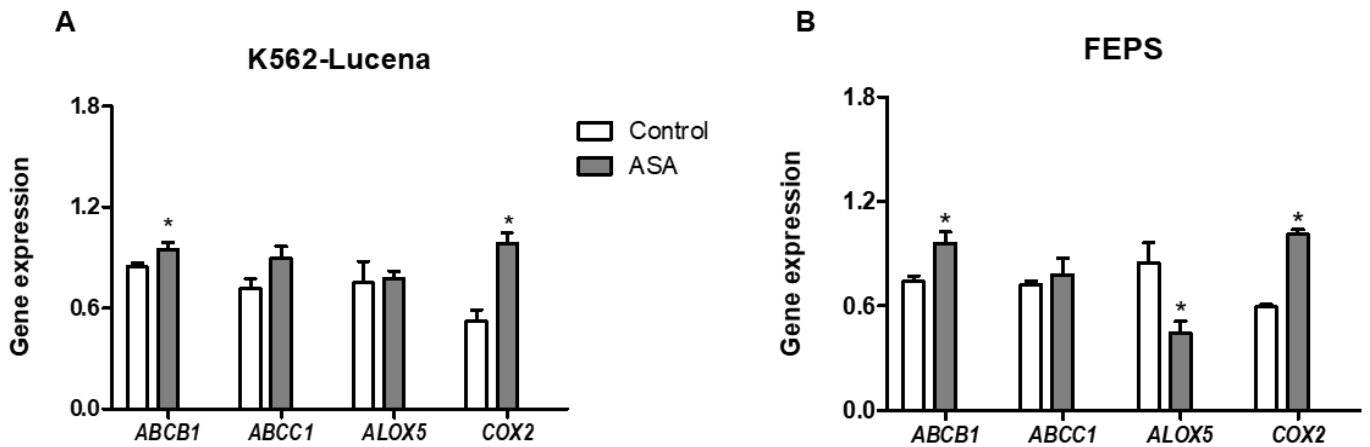 A
K562-Lucena
Gene expression
1.8
1.2
0.6
0.0
* *
ABCB1 ABCC1 ALOX5 COX2
Control
ASA
B
FEPS
Gene expression
1.8
1.2
0.6
0.0
* * *
ABCB1 ABCC1 ALOX5 COX2